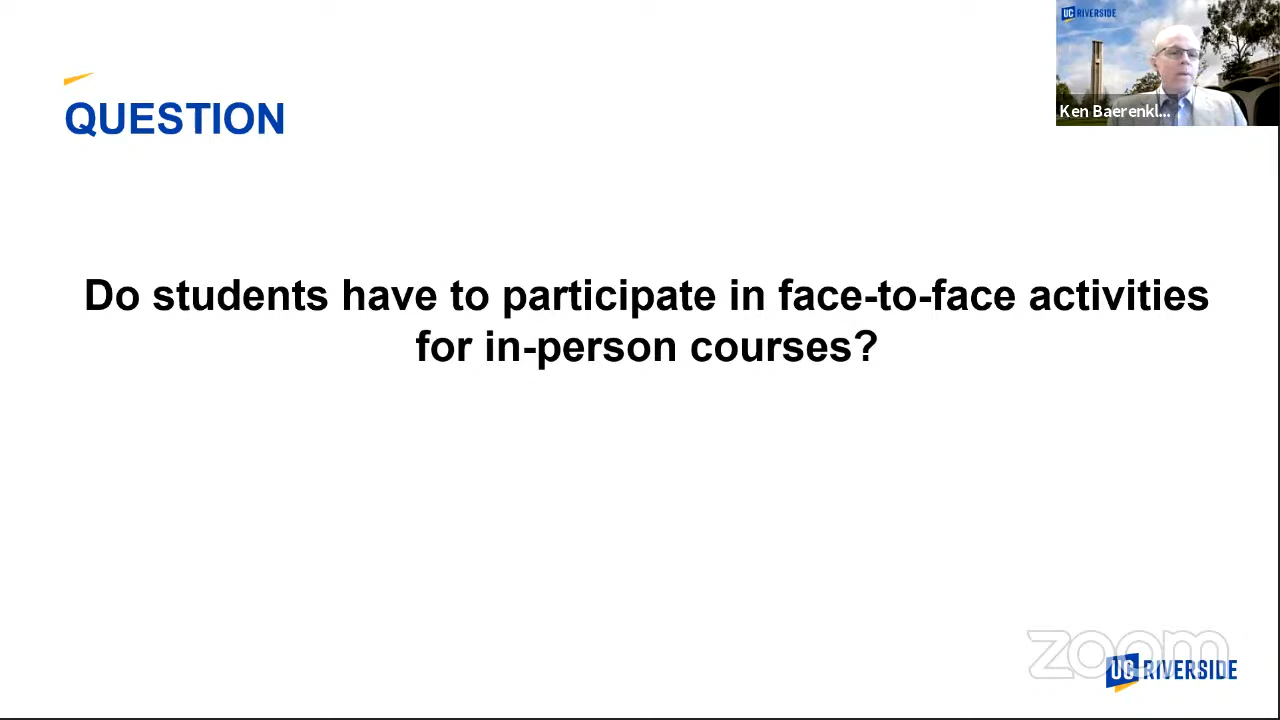 UC RIVERSIDE
Ken Baerenkl...
QUESTION
Do students have to participate in face-to-face activities
for in-person courses?
zoom
UC RIVERSIDE